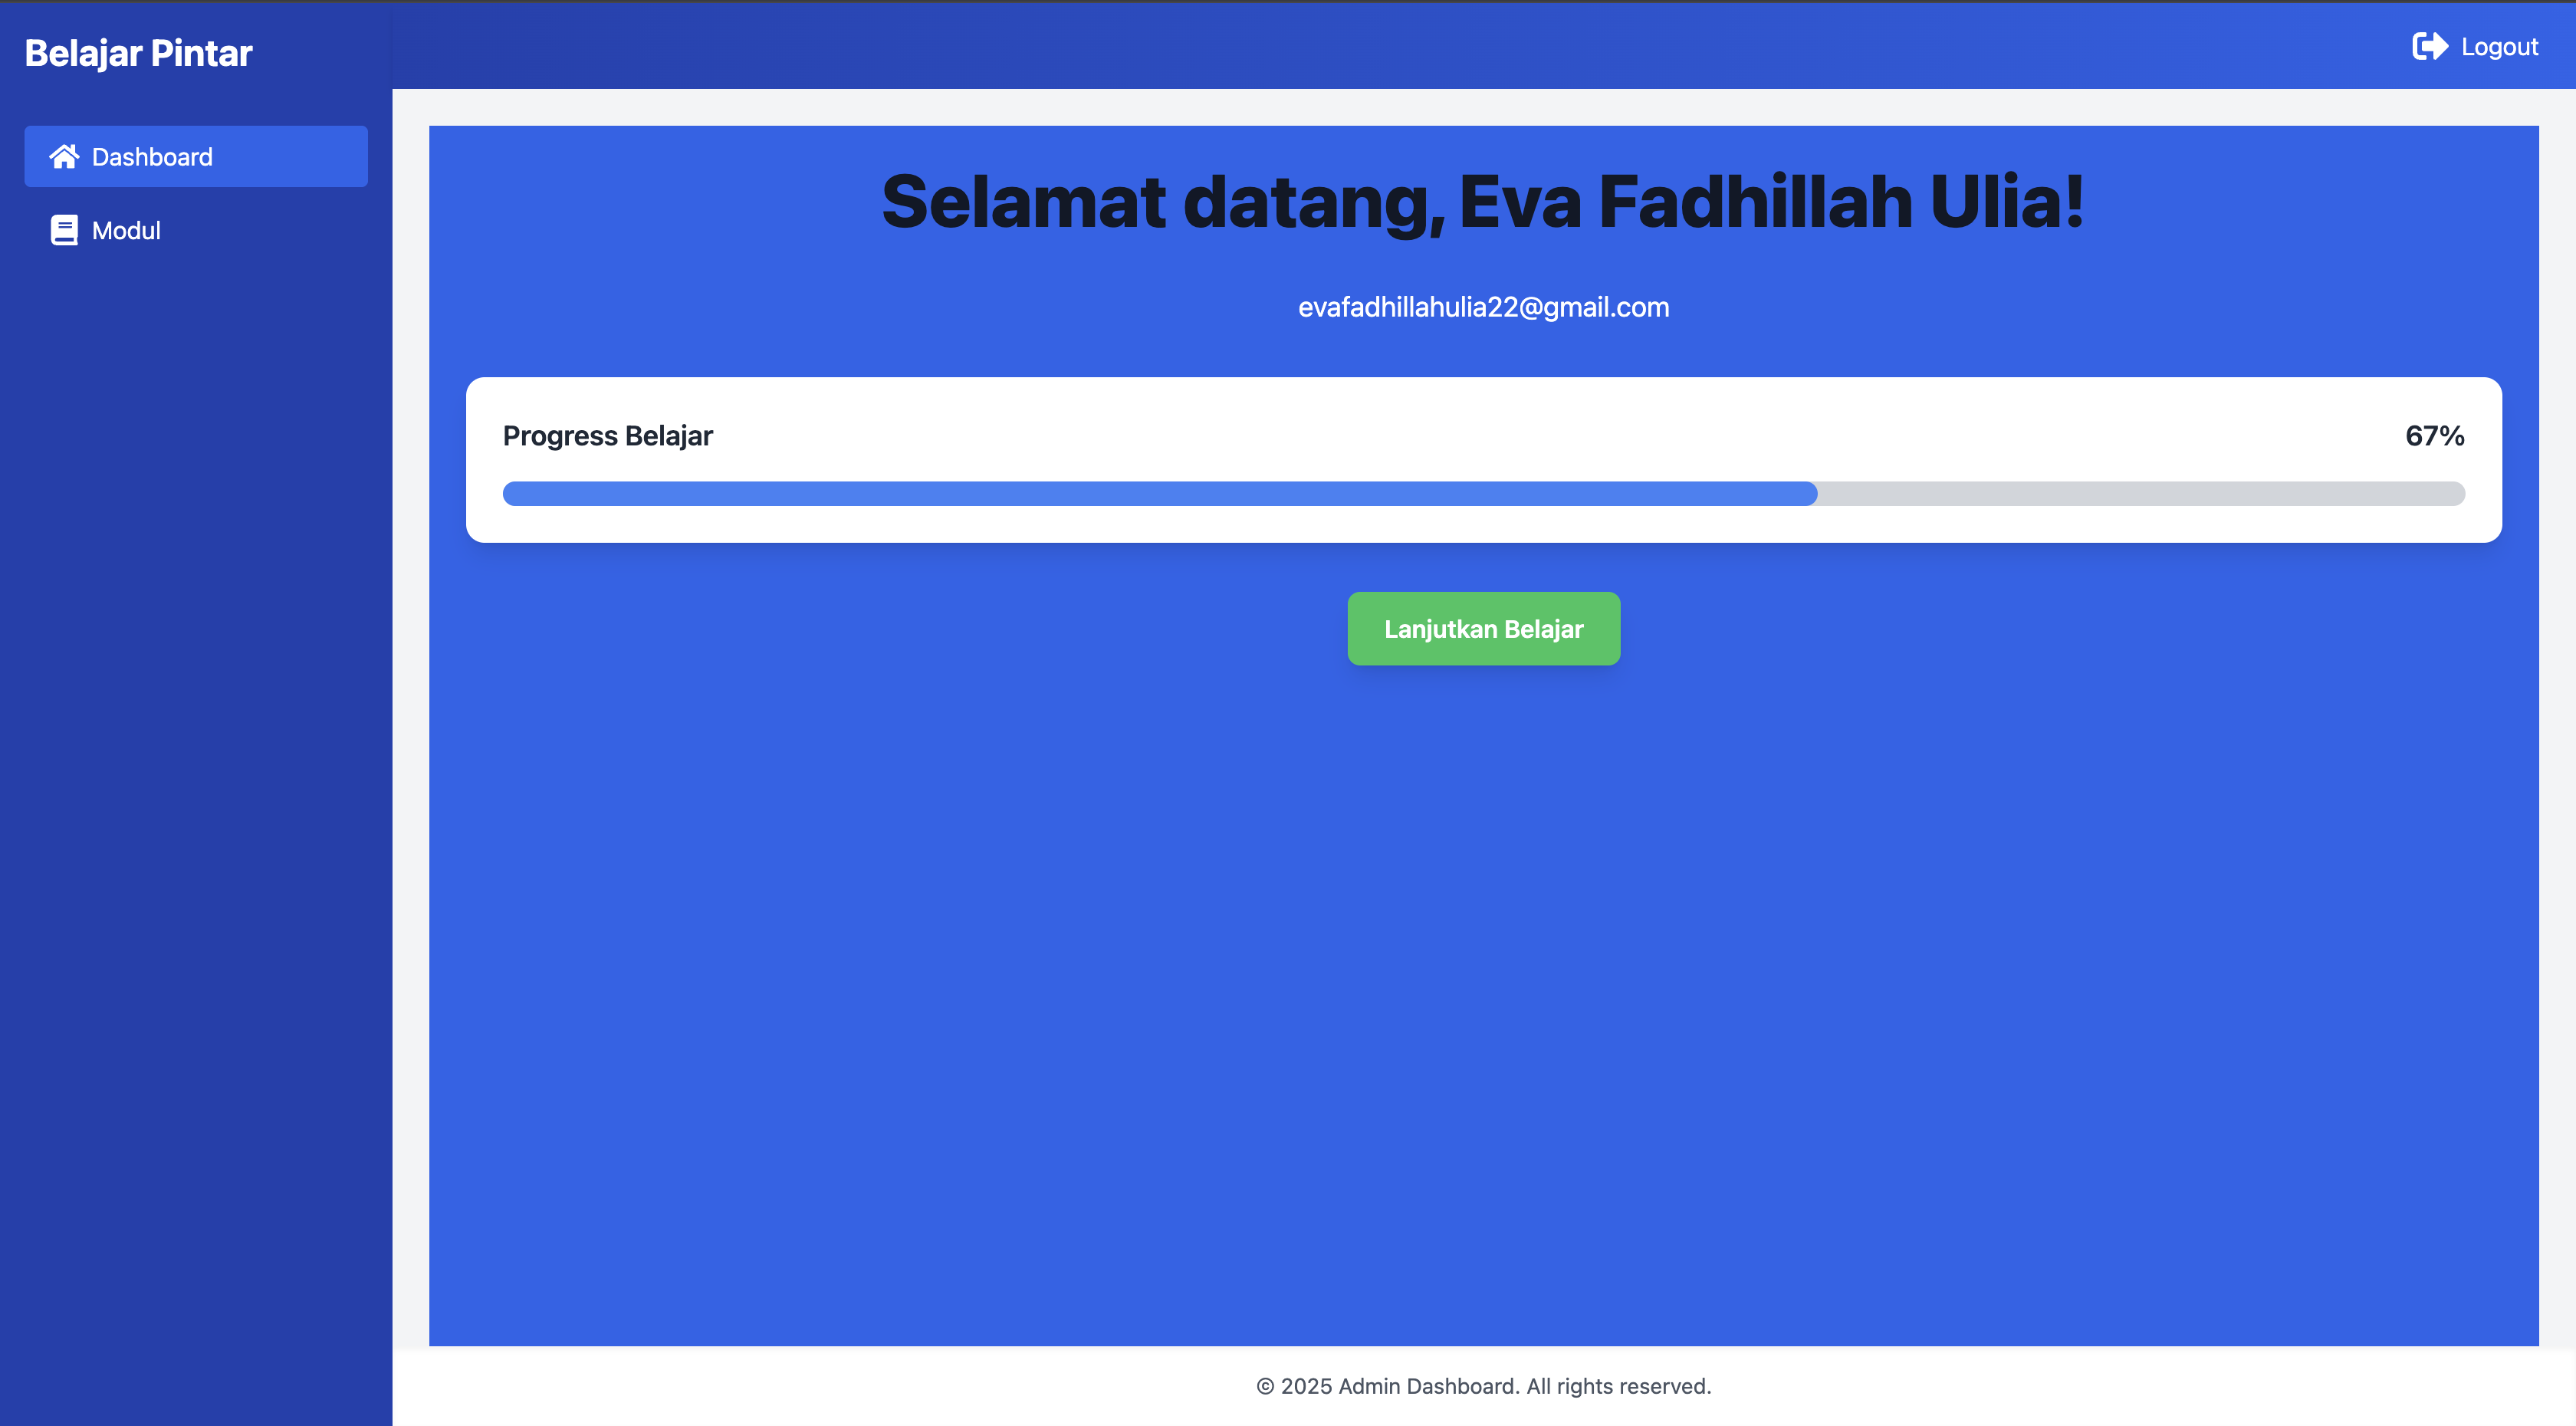 Belajar Pintar
Logout
Dashboard
Modul
Selamat datang, Eva Fadhillah Ulia!
evafadhillahulia22@gmail.com
Progress Belajar
67%
Lanjutkan Belajar
© 2025 Admin Dashboard. All rights reserved.